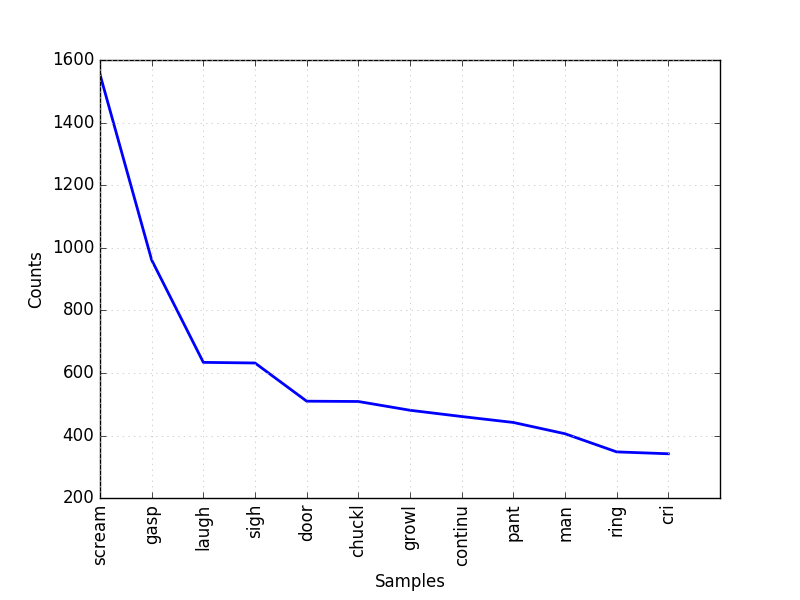 1600
1400
1200
1000
800
600
400
200
Counts
scream
gasp
laugh
sigh
door
chuckl
growl
continu
pant
man
ring
cri
Samples